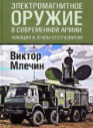 ЭЛЕКТРОМАГНИТНОЕ
ОРУЖИЕ
В СОВРЕМЕННОЙ АРМИИ
Виктор
Млечин